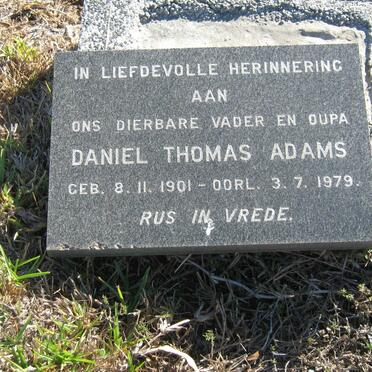 IN LIEFDEVOLLE HERINNERING
AAN
ONS DIERBARE VADER EN OUPA
DANIEL THOMAS ADAMS
GEB. 8. 11. 1901 - OORL. 3. 7. 1979.
RUS IN VREDE.